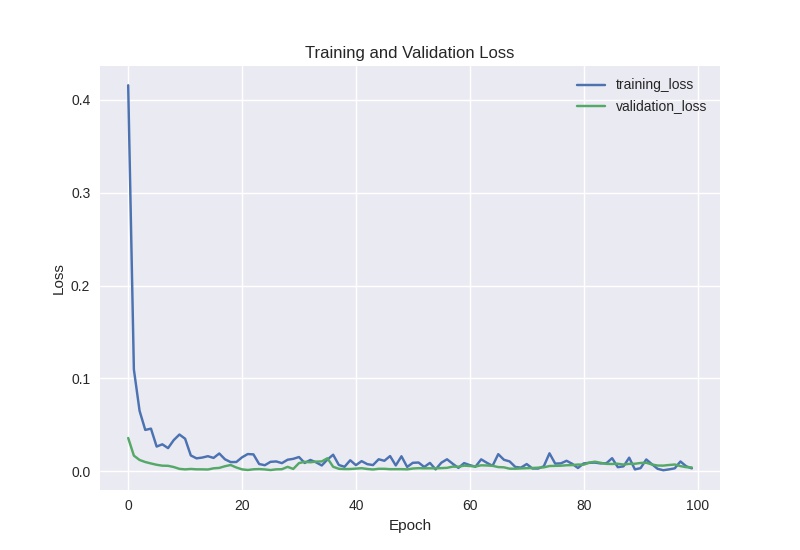 Training and Validation Loss
training_loss
validation_loss
0.4
0.3
0.2
0.1
0.0
Loss
0 20 40 60 80 100
Epoch